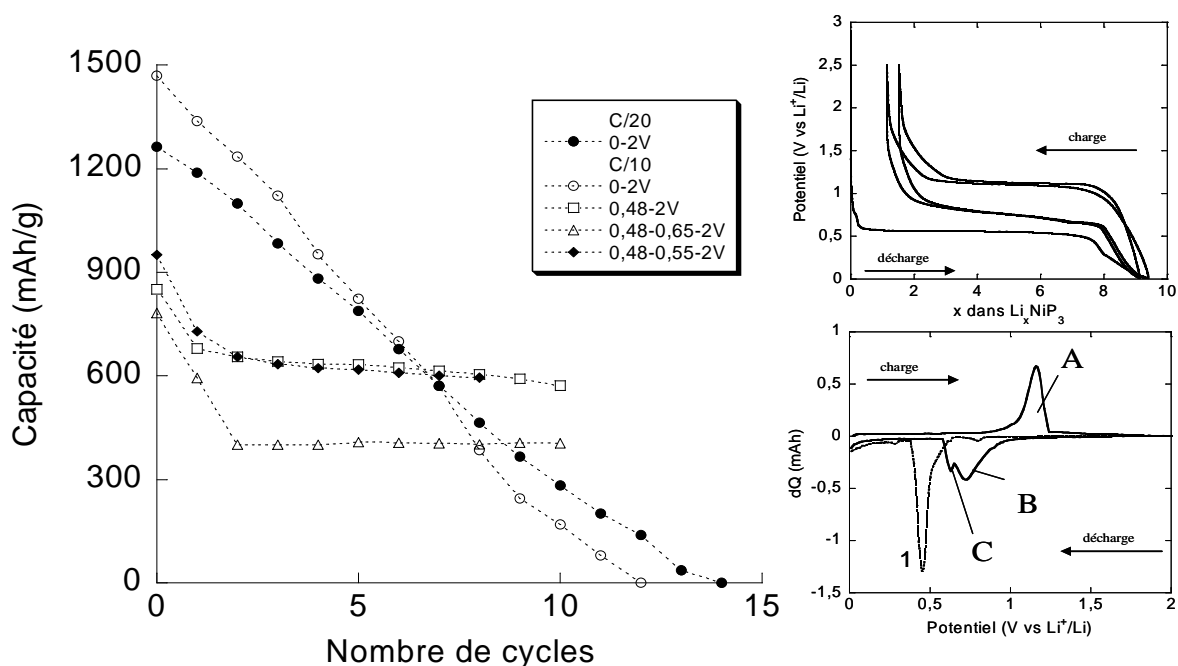 1500
1200
900
600
300
0
0
5
10
15
Capacité (mAh/g)
Nombre de cycles
C/20
0-2V
C/10
0-2V
0,48-2V
0,48-0,65-2V
0,48-0,55-2V
3
2,5
2
1,5
1
0,5
0
0 2 4 6 8 10
Potentiel (V vs Li⁺/Li)
x dans LiₓNiP₃
charge
décharge
1
0,5
0
-0,5
-1
-1,5
0 0,5 1 1,5 2
dQ (mAh)
Potentiel (V vs Li⁺/Li)
charge
A
B
C
1
décharge